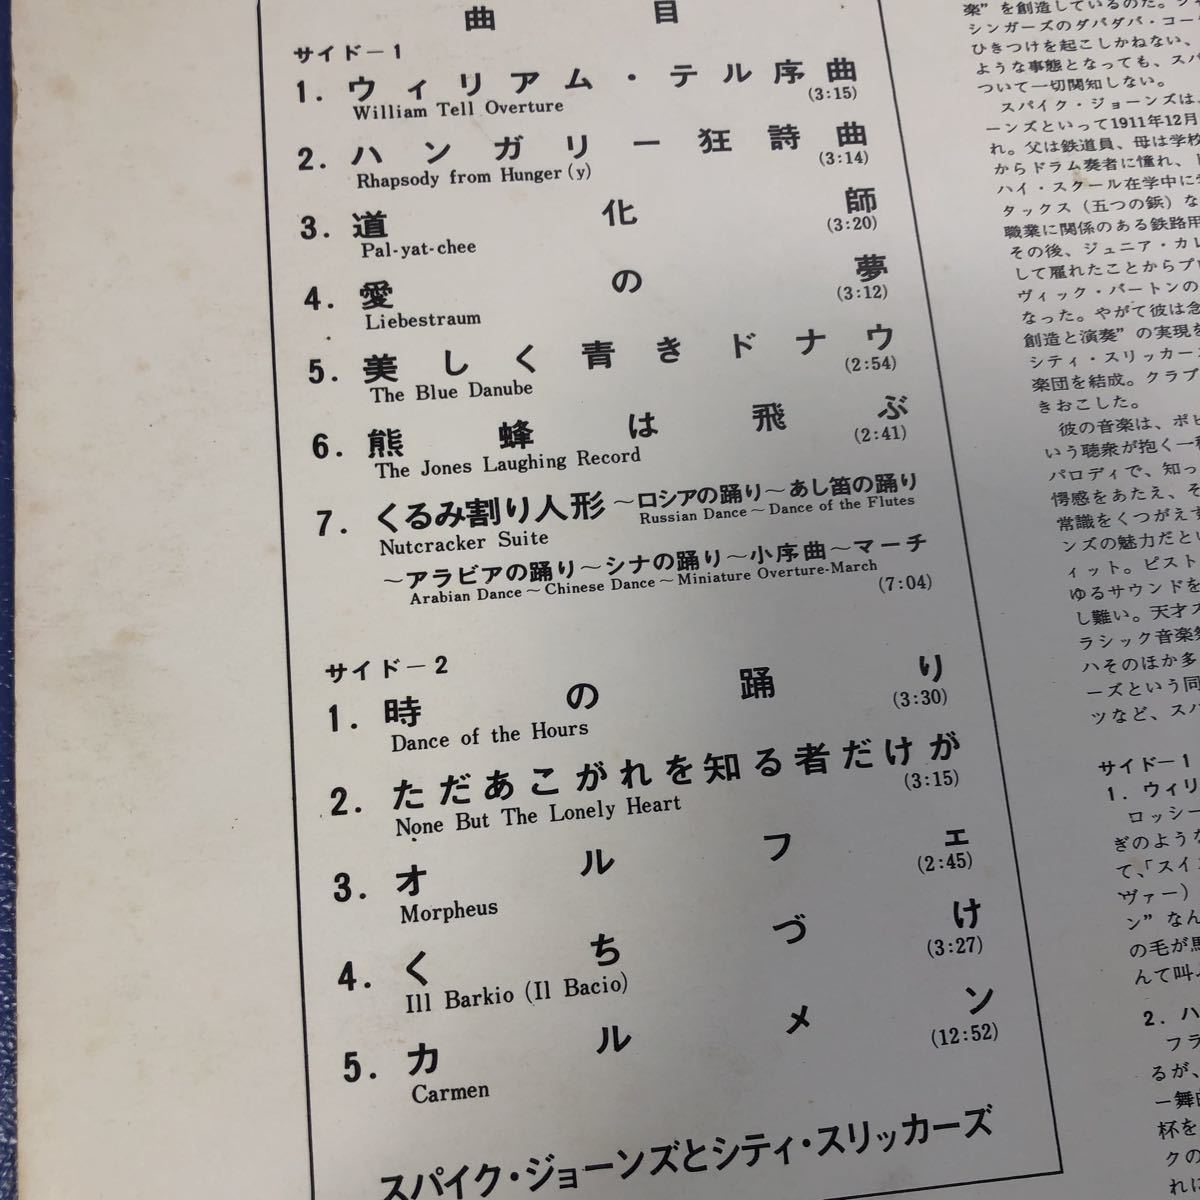 曲目
サイド－1
1. ウィリアム・テル序曲
William Tell Overture (3:15)
2. ハンガリー狂詩曲
Rhapsody from Hunger (y) (3:14)
3. 道化師
Pal-yat-chee (3:20)
4. 愛の夢
Liebestraum (3:12)
5. 美しく青きドナウ
The Blue Danube (2:54)
6. 熊蜂は飛ぶ
The Jones Laughing Record (2:41)
7. くるみ割り人形～ロシアの踊り～あし笛の踊り
Nutcracker Suite Russian Dance～Dance of the Flutes
～アラビアの踊り～シナの踊り～小序曲～マーチ
Arabian Dance～Chinese Dance～Miniature Overture-March
(7:04)
サイド－2
1. 時の踊り
Dance of the Hours (3:30)
2. ただあこがれを知る者だけが
None But The Lonely Heart (3:15)
3. オルフェ
Morpheus (2:45)
4. くちづけ
Ill Barkio (Il Bacio) (3:27)
5. カルメン
Carmen (12:52)
スパイク・ジョーンズとシティ・スリッカーズ
楽”を創造しているのだ。
シンガーズのダバダバ・コー
ひきつけを起こしかねない、
ような事態となっても、スパ
ついて一切関知しない。
スパイク・ジョーンズは、
ーンズといって1911年12月
れ。父は鉄道員、母は学校
からドラム奏者に憧れ、
ハイ・スクール在学中に
タックス（五つの鋲）な
職業に関係のある鉄路用
その後、ジュニア・カレ
して雇れたことからプロ
ヴィック・バートンの
なった。やがて彼は念
創造と演奏”の実現を
シティ・スリッカー
楽団を結成。クラブ
きおこした。
彼の音楽は、ポピ
いう聴衆が抱く一種
パロディで、知っ
愕感をあたえ、そ
常識をくつがえす
ンズの魅力だとい
ィット。ピスト
ゆるサウンドを
し難い。天才ス
ラシック音楽
ハそのほか多
ーズという同
ツなど、スパ
サイド－1
1. ウィリ
ロッシー
ぎのような
て、「スイ
ヴァー）
ン”なん
の毛が馬
んて叫
2. ハ
フラ
るが、
ー舞曲
杯を
クの
れに